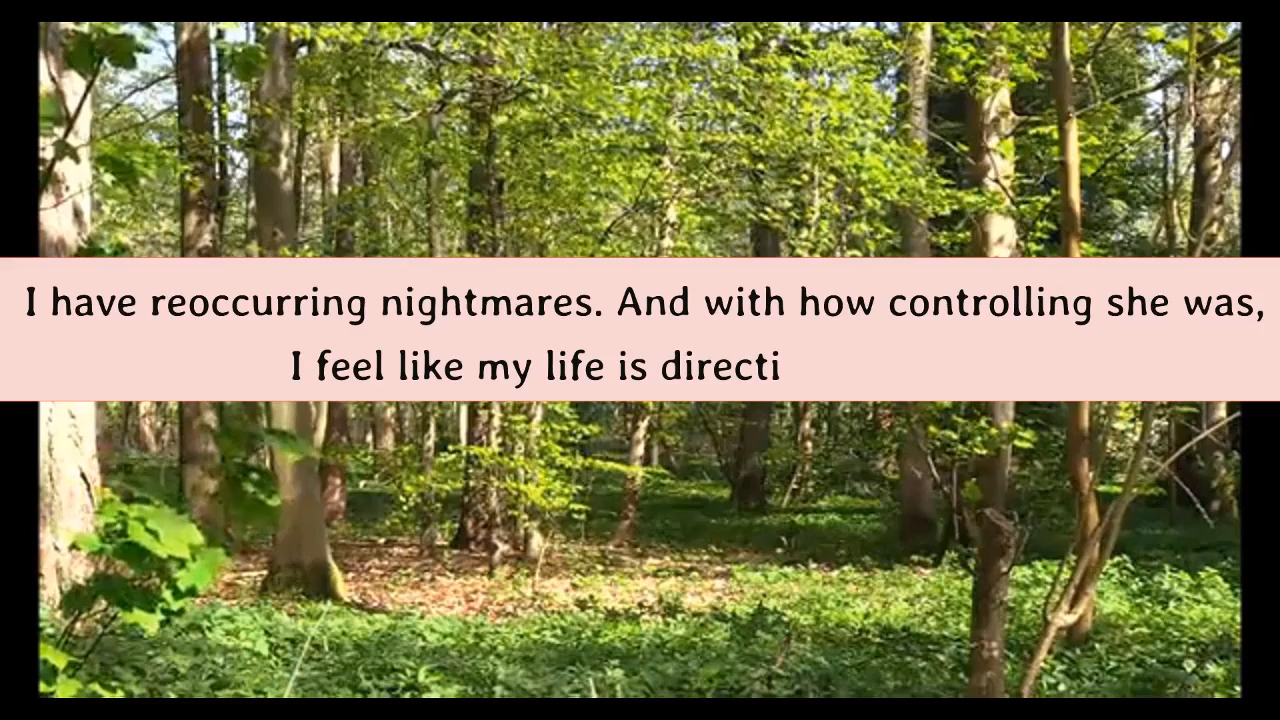 I have reoccurring nightmares. And with how controlling she was,
I feel like my life is directi